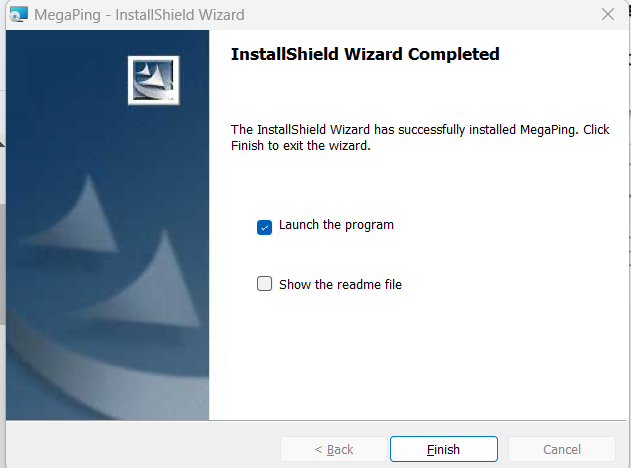 MegaPing - InstallShield Wizard
InstallShield Wizard Completed
The InstallShield Wizard has successfully installed MegaPing. Click
Finish to exit the wizard.
Launch the program
Show the readme file
< Back
Finish
Cancel